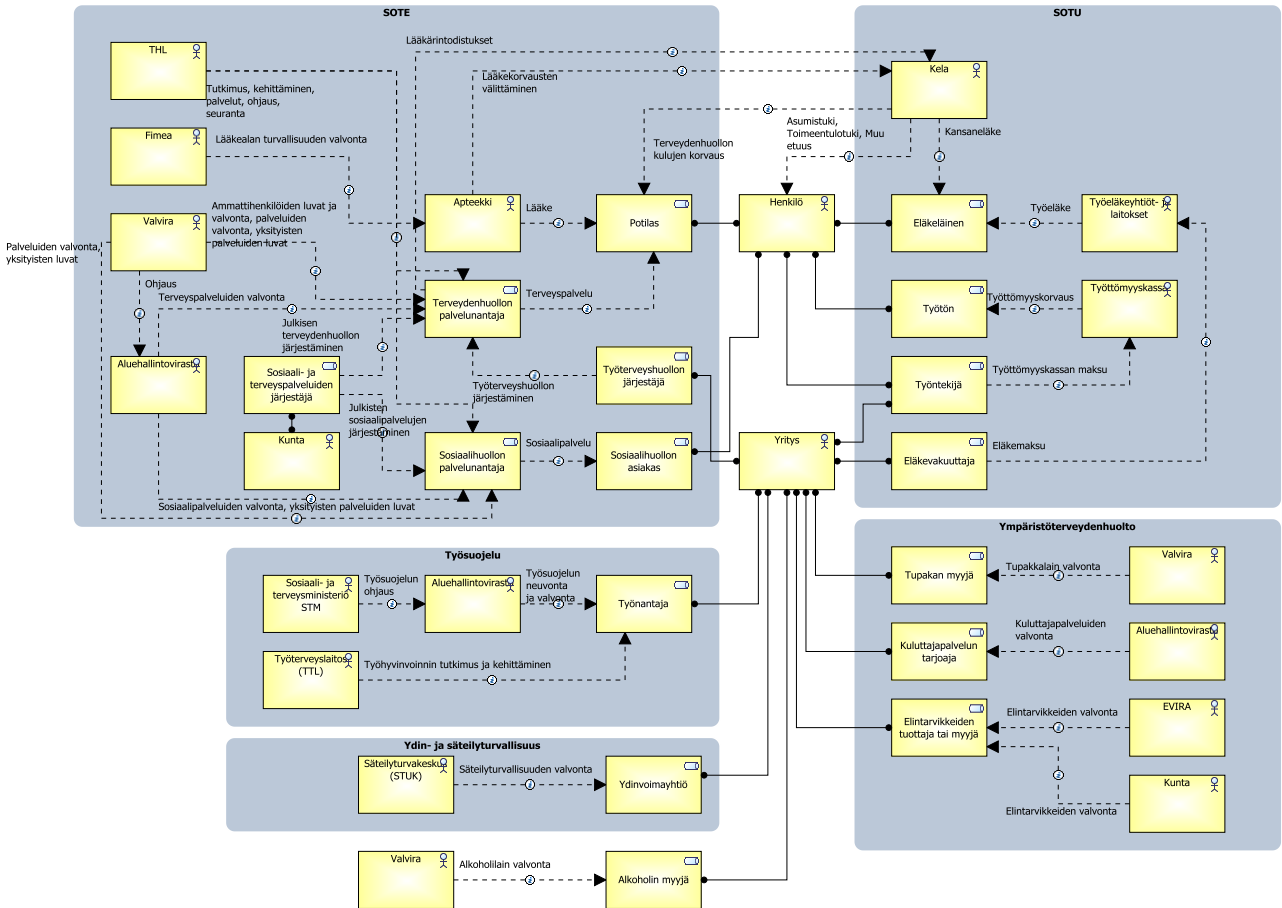 SOTE
SOTU
THL
Tutkimus, kehittäminen,
palvelut, ohjaus,
seuranta
Lääkärintodistukset
Lääkekorvausten
välittäminen
Kela
Fimea
Lääkealan turvallisuuden valvonta
Terveydenhuollon
kulujen korvaus
Asumistuki,
Toimeentulotuki, Muu
etuus
Kansaneläke
Valvira
Ammattihenkilöiden luvat ja
valvonta, palveluiden
valvonta, yksityisten
palveluiden luvat
Palveluiden valvonta,
yksityisten luvat
Apteekki
Lääke
Potilas
Henkilö
Eläkeläinen
Työeläke
Työeläkeyhtiöt-
laitokset
Ohjaus
Terveyspalveluiden valvonta
Terveydenhuollon
palvelunantaja
Terveyspalvelu
Työtön
Työttömyyskorvaus
Työttömyyskassa
Julkisen
terveydenhuollon
järjestäminen
Aluehallintovirasto
Sosiaali- ja
terveyspalveluiden
järjestäjä
Työterveyshuollon
järjestäminen
Työterveyshuollon
järjestäjä
Työntekijä
Työttömyyskassan maksu
Julkisten
sosiaalipalvelujen
järjestäminen
Kunta
Sosiaalihuollon
palvelunantaja
Sosiaalipalvelu
Sosiaalihuollon
asiakas
Yritys
Eläkevakuuttaja
Eläkemaksu
Sosiaalipalveluiden valvonta, yksityisten palveluiden luvat
Työsuojelu
Sosiaali- ja
terveysministeriö
STM
Työsuojelun
ohjaus
Aluehallintovirasto
Työsuojelun
neuvonta
ja valvonta
Työnantaja
Työterveyslaitos
(TTL)
Työhyvinvoinnin tutkimus ja kehittäminen
Ympäristöterveydenhuolto
Tupakan myyjä
Tupakkalain valvonta
Valvira
Kuluttajapalvelun
tarjoaja
Kuluttajapalveluiden
valvonta
Aluehallintovirasto
Elintarvikkeiden
tuottaja tai myyjä
Elintarvikkeiden valvonta
EVIRA
Kunta
Elintarvikkeiden valvonta
Ydin- ja säteilyturvallisuus
Säteilyturvakeskus
(STUK)
Säteilyturvallisuuden valvonta
Ydinvoimayhtiö
Valvira
Alkoholilain valvonta
Alkoholin myyjä